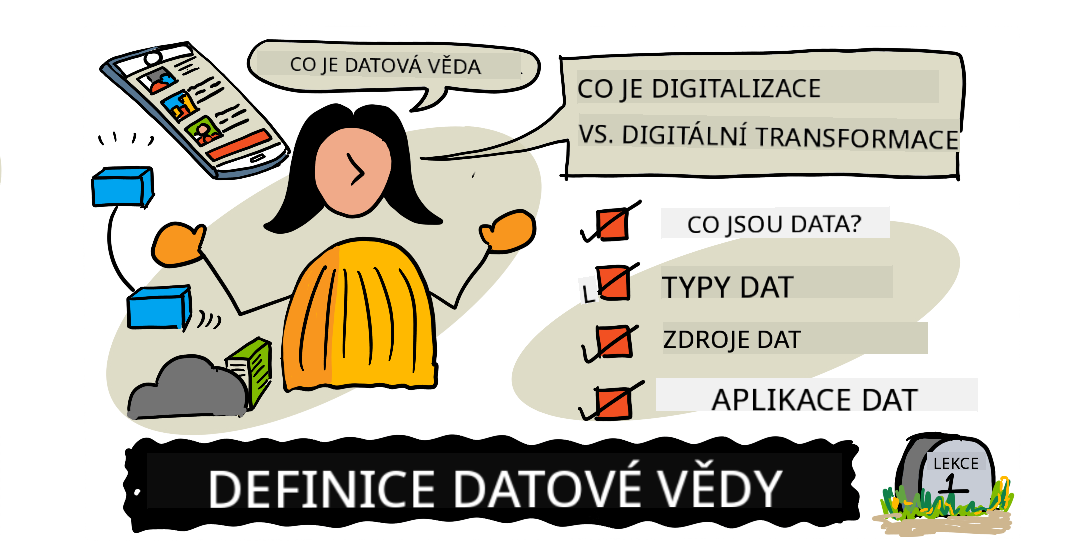 CO JE DATOVÁ VĚDA
CO JE DIGITALIZACE
VS. DIGITÁLNÍ TRANSFORMACE
CO JSOU DATA?
TYPY DAT
ZDROJE DAT
APLIKACE DAT
DEFINICE DATOVÉ VĚDY
LEKCE
1